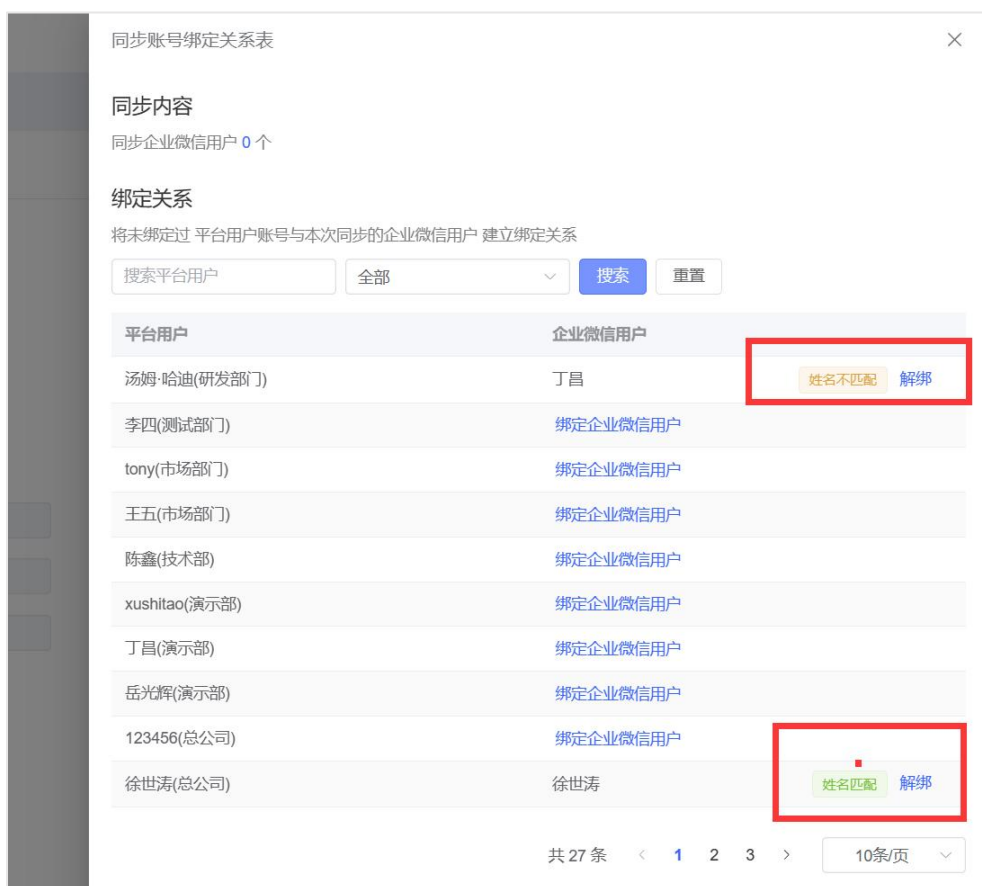 同步账号绑定关系表
同步内容
同步企业微信用户 0 个
绑定关系
将未绑定过 平台用户账号与本次同步的企业微信用户 建立绑定关系
搜索平台用户 全部 搜索 重置
平台用户 企业微信用户
汤姆·哈迪(研发部门) 丁昌 姓名不匹配 解绑
李四(测试部门) 绑定企业微信用户
tony(市场部门) 绑定企业微信用户
王五(市场部门) 绑定企业微信用户
陈鑫(技术部) 绑定企业微信用户
xushitao(演示部) 绑定企业微信用户
丁昌(演示部) 绑定企业微信用户
岳光辉(演示部) 绑定企业微信用户
123456(总公司) 绑定企业微信用户
徐世涛(总公司) 徐世涛 姓名匹配 解绑
共 27 条 < 1 2 3 > 10条/页